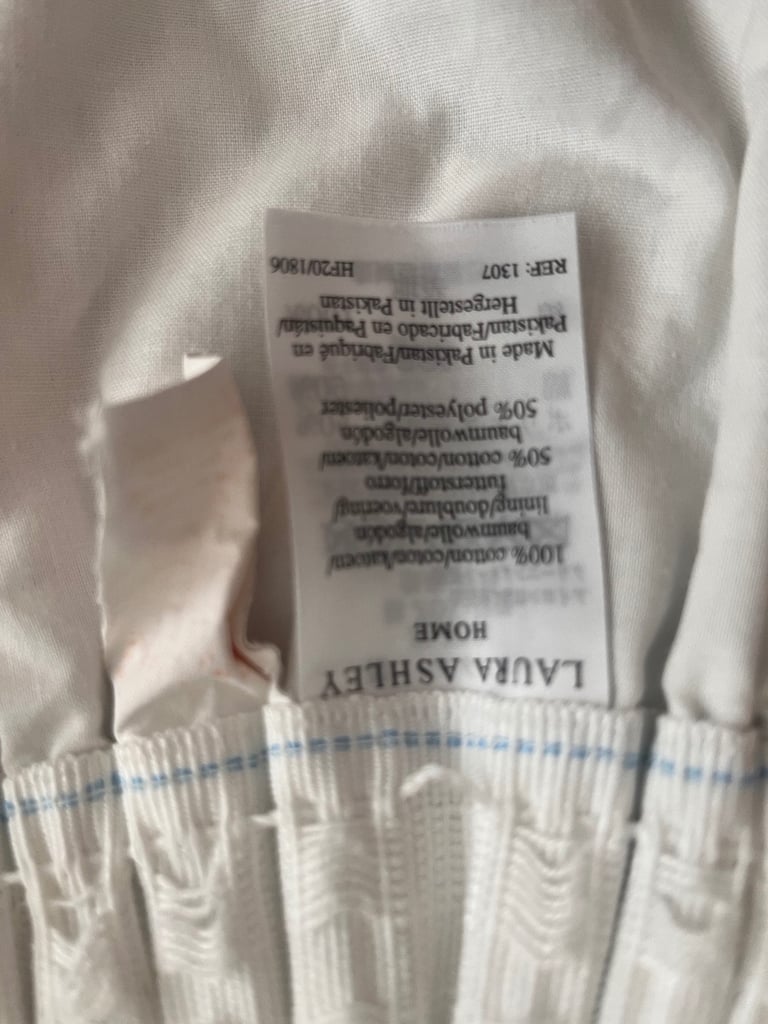 LAURA ASHLEY
HOME
100% cotton/coton/katoen/
baumwolle/algodón
lining/doublure/voering/
futterstoff/forro
50% cotton/coton/katoen/
baumwolle/algodón
50% polyester/poliester
Made in Pakistan/Fabriqué en
Pakistan/Fabricado en Paquistán/
Hergestellt in Pakistan
REF: 1307 HF20/1806